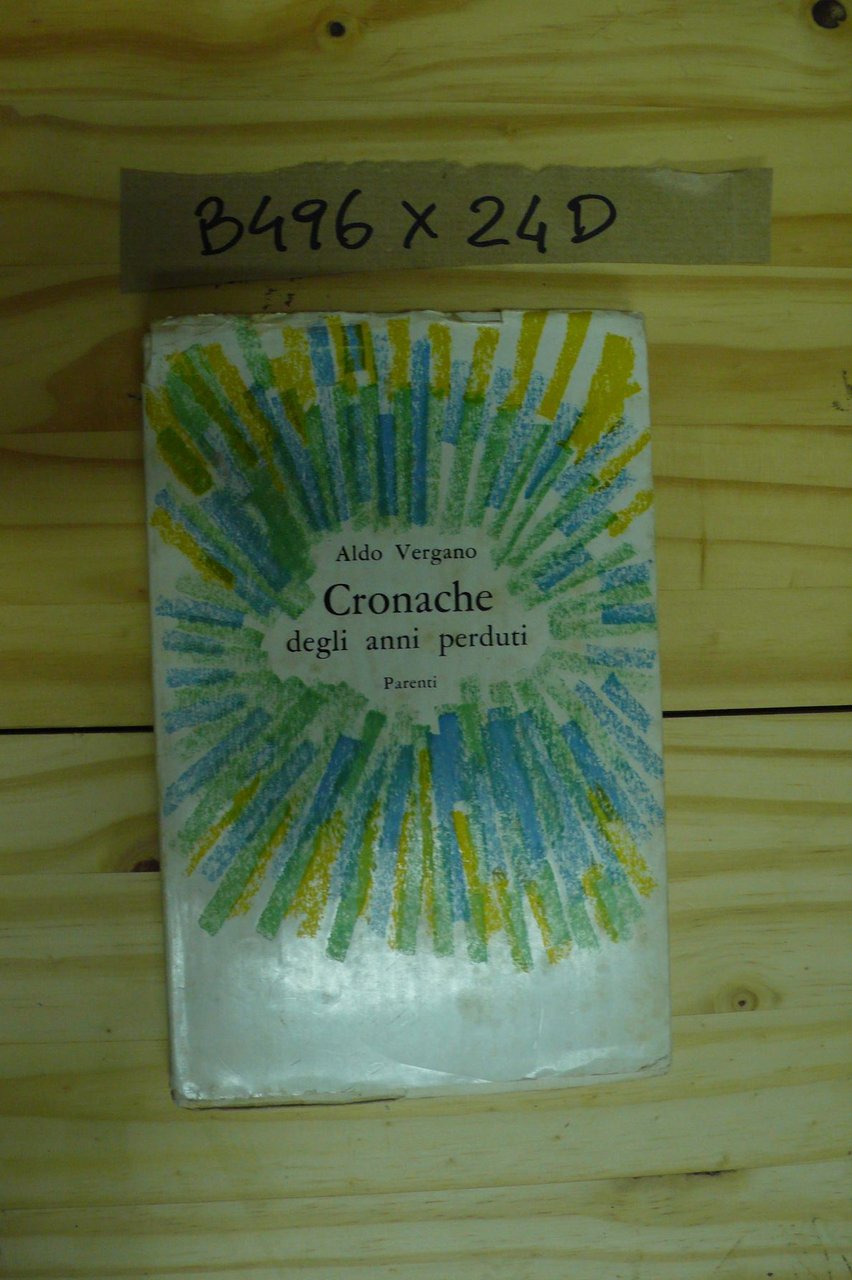 B496 x 24D
Aldo Vergano
Cronache
degli anni perduti
Parenti